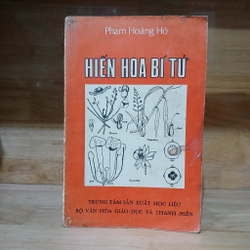 Phạm Hoàng Hộ
HIỂN HOA BÍ TỬ
TRUNG TÂM SẢN XUẤT HỌC LIỆU
BỘ VĂN HÓA GIÁO DỤC VÀ THANH NIÊN